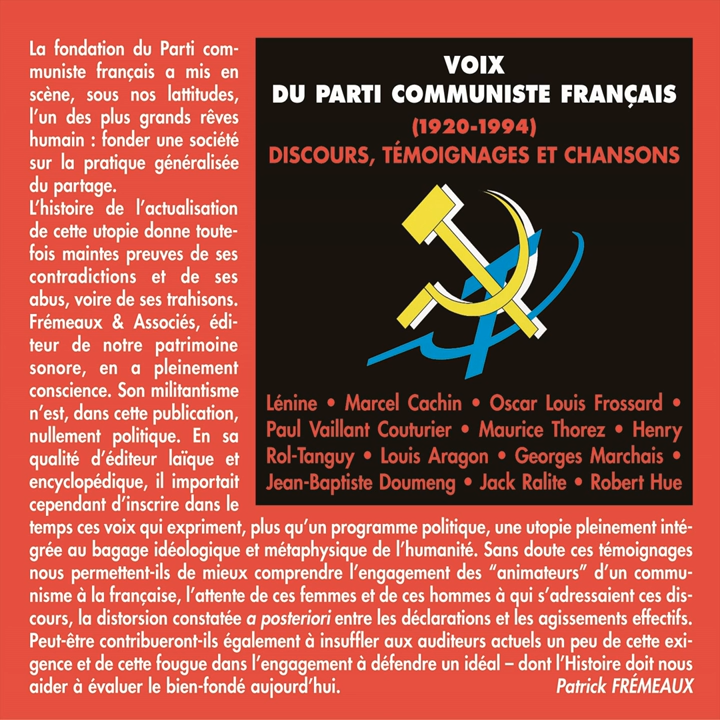 La fondation du Parti com-
muniste français a mis en
scène, sous nos lattitudes,
l'un des plus grands rêves
humain : fonder une société
sur la pratique généralisée
du partage.
L'histoire de l'actualisation
de cette utopie donne toute-
fois maintes preuves de ses
contradictions et de ses
abus, voire de ses trahisons.
Frémeaux & Associés, édi-
teur de notre patrimoine
sonore, en a pleinement
conscience. Son militantisme
n'est, dans cette publication,
nullement politique. En sa
qualité d'éditeur laïque et
encyclopédique, il importait
cependant d'inscrire dans le
temps ces voix qui expriment, plus qu'un programme politique, une utopie pleinement inté-
grée au bagage idéologique et métaphysique de l'humanité. Sans doute ces témoignages
nous permettent-ils de mieux comprendre l'engagement des "animateurs" d'un commu-
nisme à la française, l'attente de ces femmes et de ces hommes à qui s'adressaient ces dis-
cours, la distorsion constatée a posteriori entre les déclarations et les agissements effectifs.
Peut-être contribueront-ils également à insuffler aux auditeurs actuels un peu de cette exi-
gence et de cette fougue dans l'engagement à défendre un idéal – dont l'Histoire doit nous
aider à évaluer le bien-fondé aujourd'hui.
Patrick FRÉMEAUX
VOIX
DU PARTI COMMUNISTE FRANÇAIS
(1920-1994)
DISCOURS, TÉMOIGNAGES ET CHANSONS
Lénine • Marcel Cachin • Oscar Louis Frossard •
Paul Vaillant Couturier • Maurice Thorez • Henry
Rol-Tanguy • Louis Aragon • Georges Marchais •
Jean-Baptiste Doumeng • Jack Ralite • Robert Hue